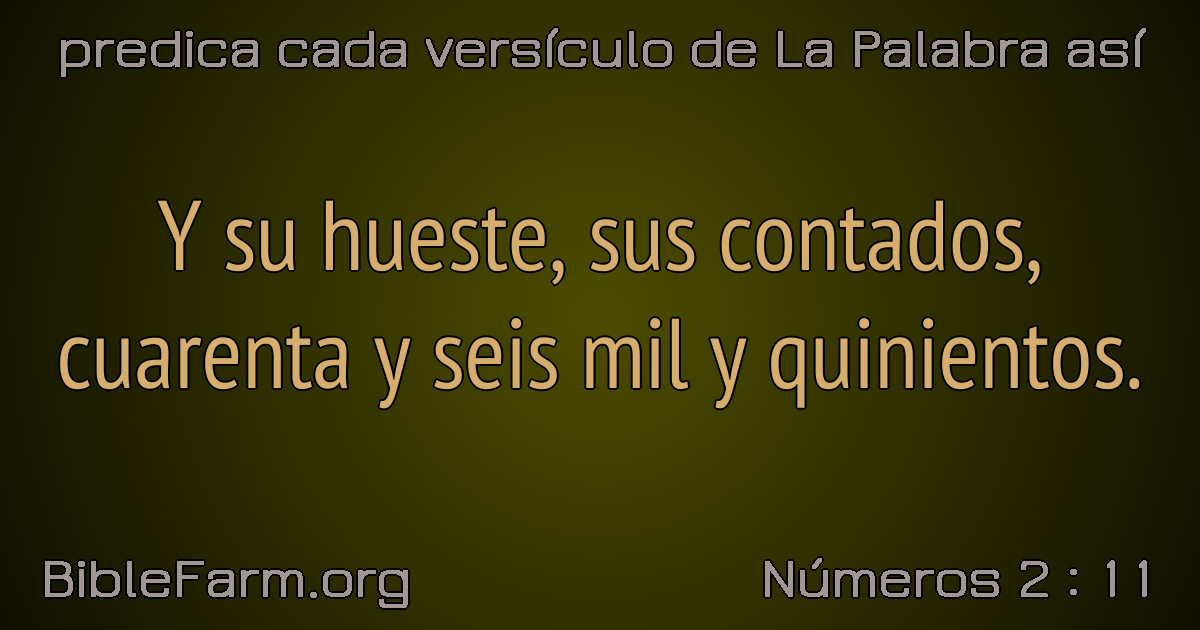 predica cada versículo de La Palabra así
Y su hueste, sus contados,
cuarenta y seis mil y quinientos.
BibleFarm.org
Números 2 : 11